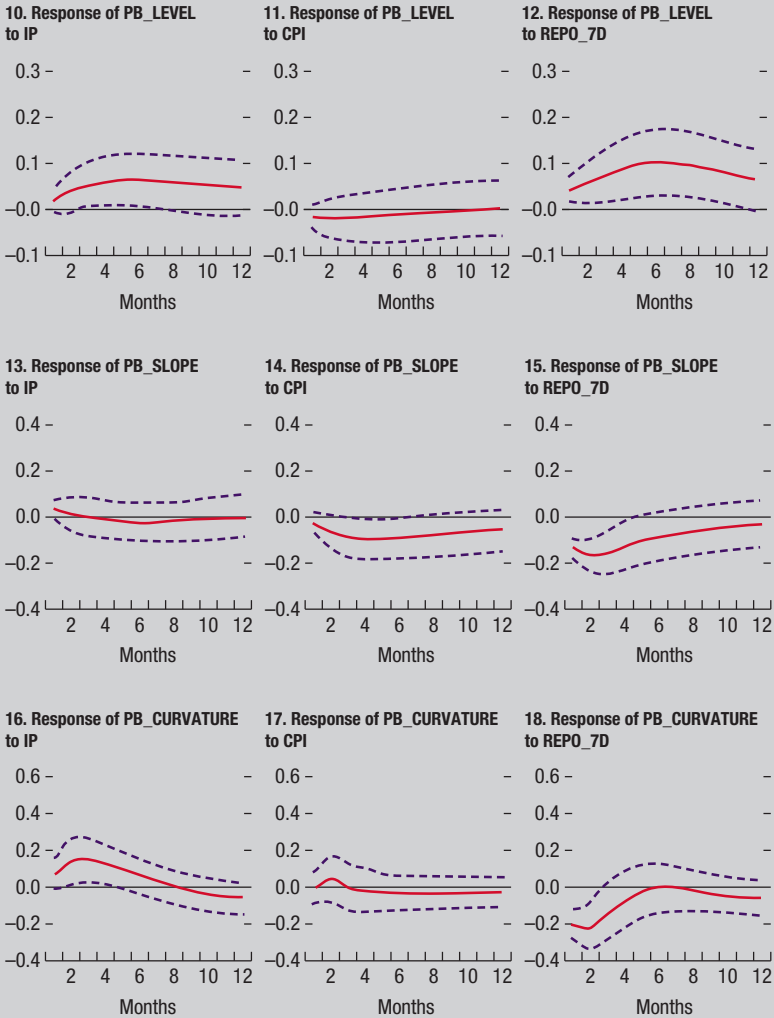 10. Response of PB_LEVEL
to IP
0.3
0.2
0.1
–0.0
–0.1
2 4 6 8 10 12
Months
11. Response of PB_LEVEL
to CPI
0.3
0.2
0.1
–0.0
–0.1
2 4 6 8 10 12
Months
12. Response of PB_LEVEL
to REPO_7D
0.3
0.2
0.1
–0.0
–0.1
2 4 6 8 10 12
Months
13. Response of PB_SLOPE
to IP
0.4
0.2
0.0
–0.2
–0.4
2 4 6 8 10 12
Months
14. Response of PB_SLOPE
to CPI
0.4
0.2
0.0
–0.2
–0.4
2 4 6 8 10 12
Months
15. Response of PB_SLOPE
to REPO_7D
0.4
0.2
0.0
–0.2
–0.4
2 4 6 8 10 12
Months
16. Response of PB_CURVATURE
to IP
0.6
0.4
0.2
0.0
–0.2
–0.4
2 4 6 8 10 12
Months
17. Response of PB_CURVATURE
to CPI
0.6
0.4
0.2
0.0
–0.2
–0.4
2 4 6 8 10 12
Months
18. Response of PB_CURVATURE
to REPO_7D
0.6
0.4
0.2
0.0
–0.2
–0.4
2 4 6 8 10 12
Months